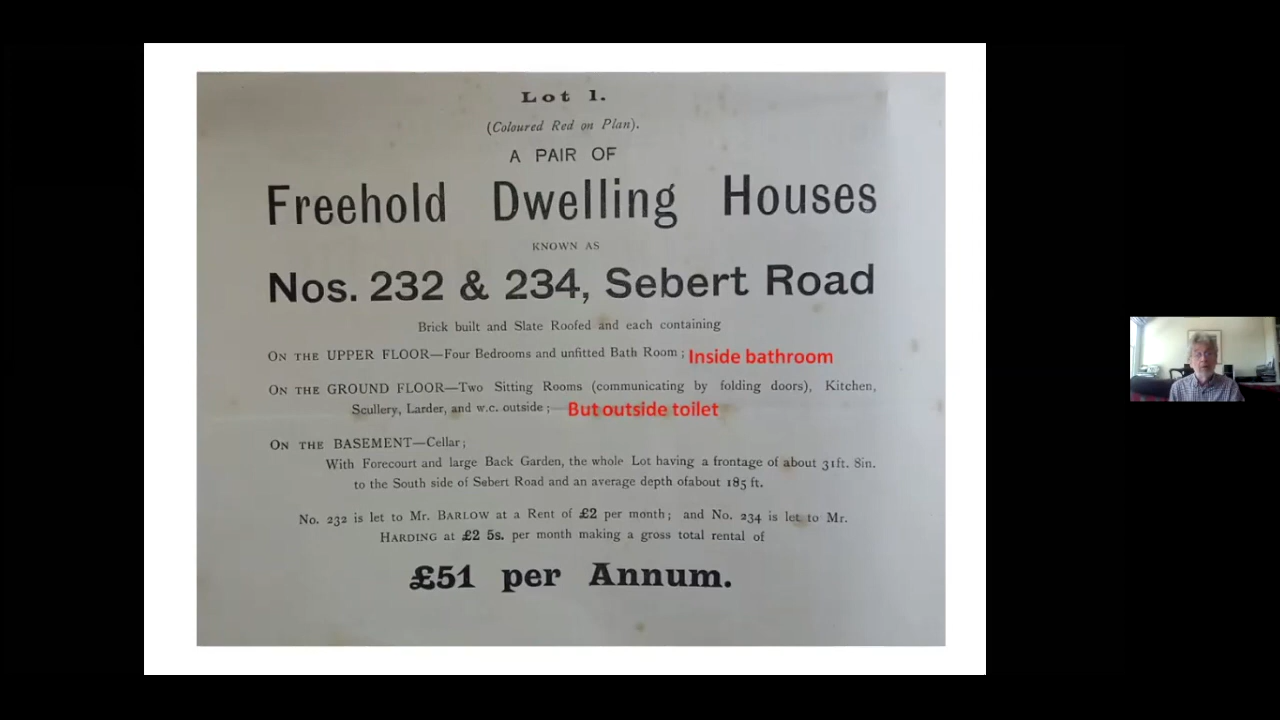 Lot 1.
(Coloured Red on Plan).
A PAIR OF
Freehold Dwelling Houses
KNOWN AS
Nos. 232 & 234, Sebert Road
Brick built and Slate Roofed and each containing
ON THE UPPER FLOOR—Four Bedrooms and unfitted Bath Room; Inside bathroom
ON THE GROUND FLOOR—Two Sitting Rooms (communicating by folding doors), Kitchen,
Scullery, Larder, and w.c. outside; But outside toilet
ON THE BASEMENT—Cellar;
With Forecourt and large Back Garden, the whole Lot having a frontage of about 31ft. 8in.
to the South side of Sebert Road and an average depth ofabout 185 ft.
No. 232 is let to Mr. BARLOW at a Rent of £2 per month; and No. 234 is let to Mr.
HARDING at £2 5s. per month making a gross total rental of
£51 per Annum.